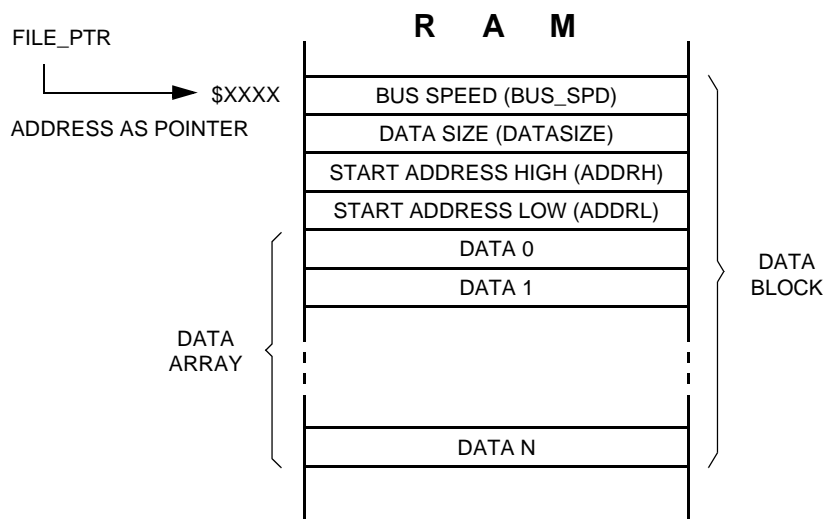 R A M
FILE_PTR
$XXXX
ADDRESS AS POINTER
BUS SPEED (BUS_SPD)
DATA SIZE (DATASIZE)
START ADDRESS HIGH (ADDRH)
START ADDRESS LOW (ADDRL)
DATA 0
DATA 1
DATA N
DATA
ARRAY
DATA
BLOCK